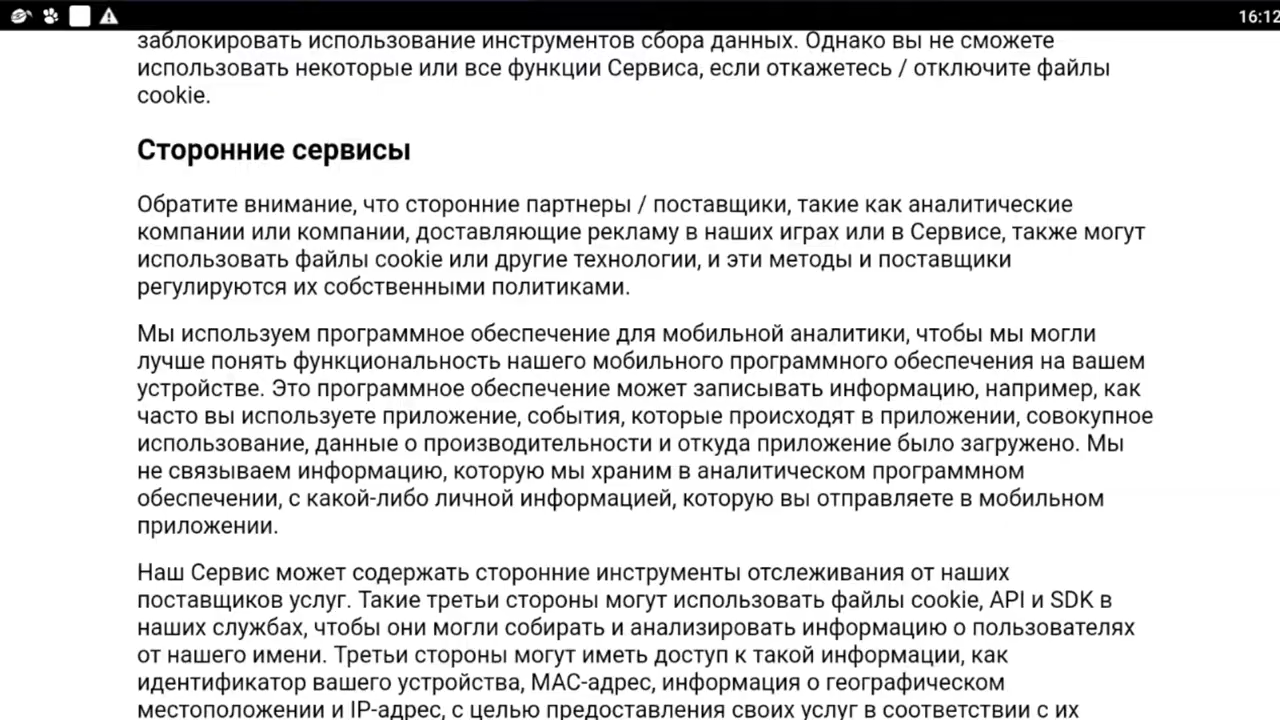 16:12
заблокировать использование инструментов сбора данных. Однако вы не сможете
использовать некоторые или все функции Сервиса, если откажетесь / отключите файлы
cookie.
Сторонние сервисы
Обратите внимание, что сторонние партнеры / поставщики, такие как аналитические
компании или компании, доставляющие рекламу в наших играх или в Сервисе, также могут
использовать файлы cookie или другие технологии, и эти методы и поставщики
регулируются их собственными политиками.
Мы используем программное обеспечение для мобильной аналитики, чтобы мы могли
лучше понять функциональность нашего мобильного программного обеспечения на вашем
устройстве. Это программное обеспечение может записывать информацию, например, как
часто вы используете приложение, события, которые происходят в приложении, совокупное
использование, данные о производительности и откуда приложение было загружено. Мы
не связываем информацию, которую мы храним в аналитическом программном
обеспечении, с какой-либо личной информацией, которую вы отправляете в мобильном
приложении.
Наш Сервис может содержать сторонние инструменты отслеживания от наших
поставщиков услуг. Такие третьи стороны могут использовать файлы cookie, API и SDK в
наших службах, чтобы они могли собирать и анализировать информацию о пользователях
от нашего имени. Третьи стороны могут иметь доступ к такой информации, как
идентификатор вашего устройства, MAC-адрес, информация о географическом
местоположении и IP-адрес, с целью предоставления своих услуг в соответствии с их